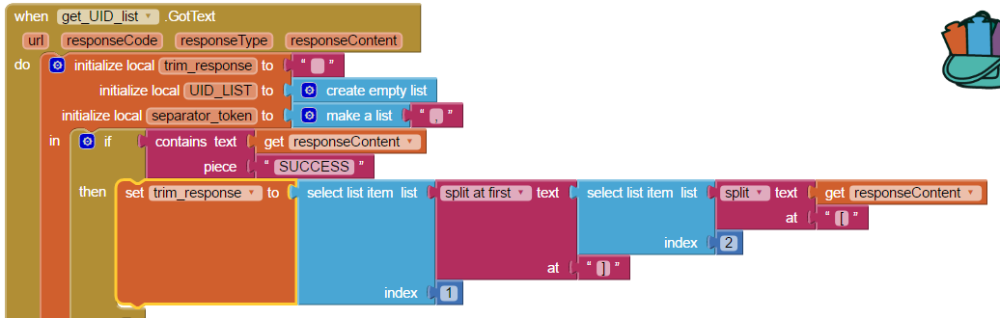 when get_UID_list .GotText
url responseCode responseType responseContent
do initialize local trim_response to “ ”
initialize local UID_LIST to create empty list
initialize local separator_token to make a list “ , ”
in if contains text get responseContent
piece “ SUCCESS ”
then set trim_response to select list item list split at first text select list item list split text get responseContent
at “ [ ”
index 2
at “ ] ”
index 1